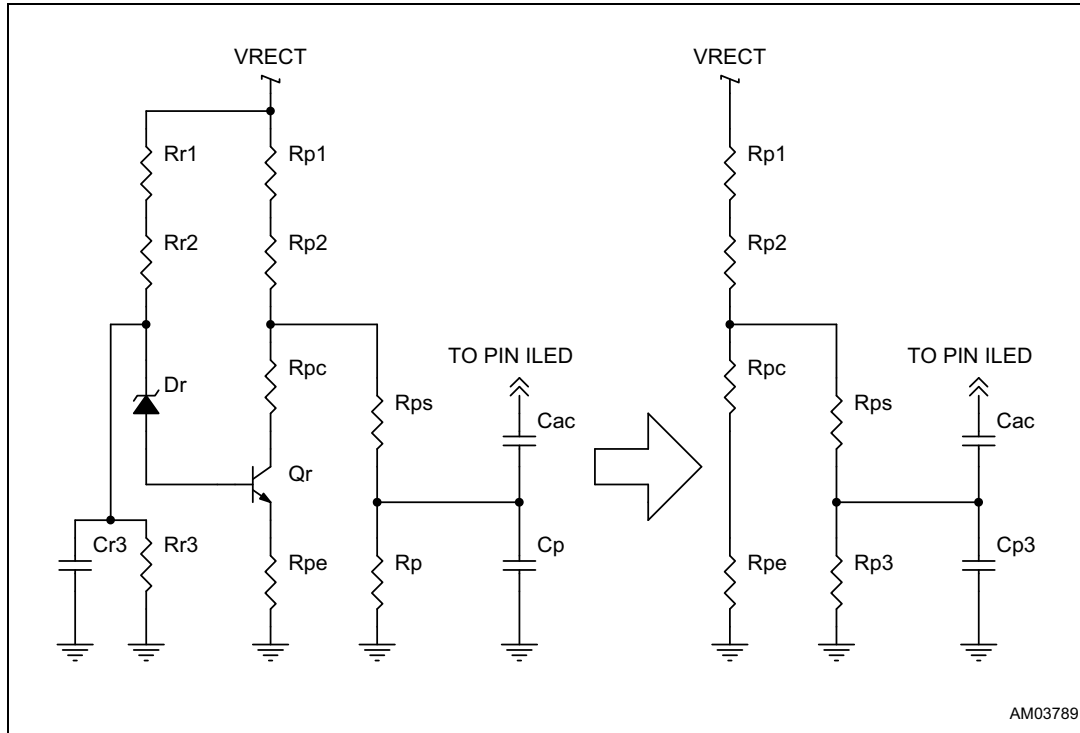 VRECT
VRECT
Rr1
Rp1
Rp1
Rr2
Rp2
Rp2
TO PIN ILED
TO PIN ILED
Rpc
Rpc
Dr
Rps
Cac
Rps
Cac
Qr
Cr3
Rr3
Rpe
Rp
Cp
Rpe
Rp3
Cp3
AM03789